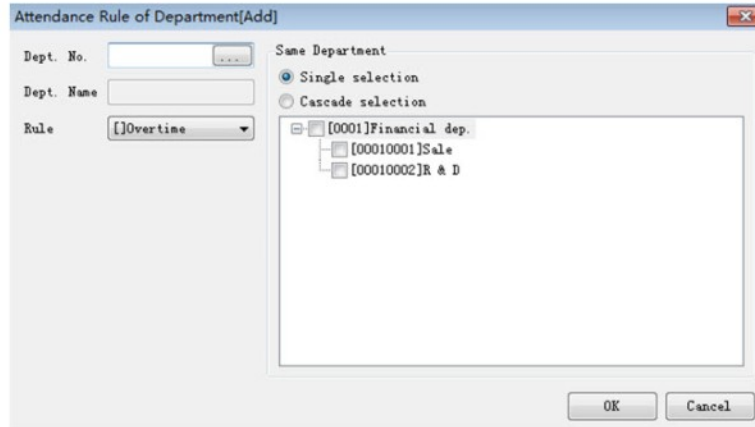 Attendance Rule of Department[Add]
Dept. No.
...
Dept. Name
Rule
[]Overtime
Same Department
Single selection
Cascade selection
[0001]Financial dep.
[00010001]Sale
[00010002]R & D
OK
Cancel